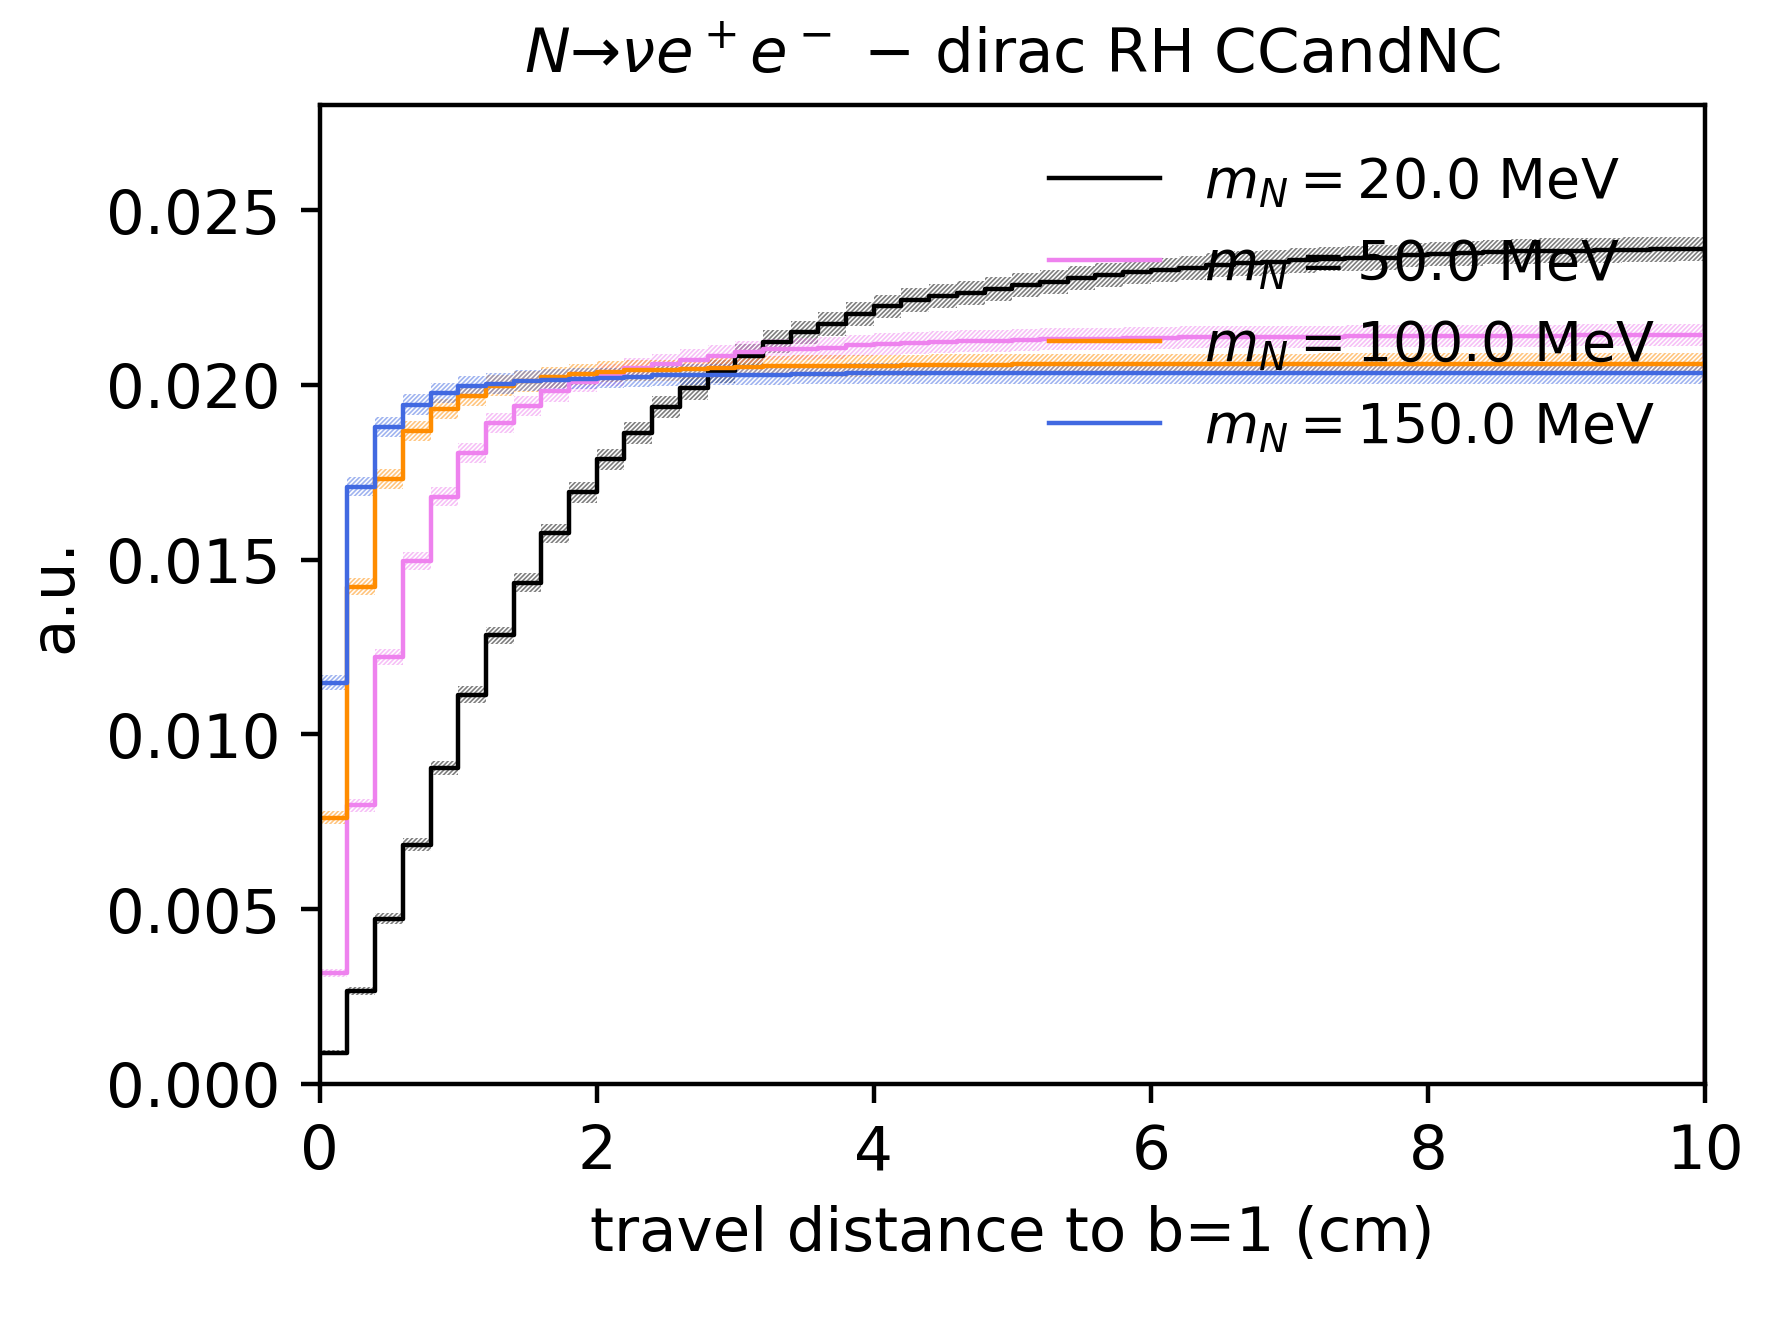 N→νe⁺e⁻ − dirac RH CCandNC
m_N = 20.0 MeV
m_N = 50.0 MeV
m_N = 100.0 MeV
m_N = 150.0 MeV
a.u.
0.025
0.020
0.015
0.010
0.005
0.000
0 2 4 6 8 10
travel distance to b=1 (cm)